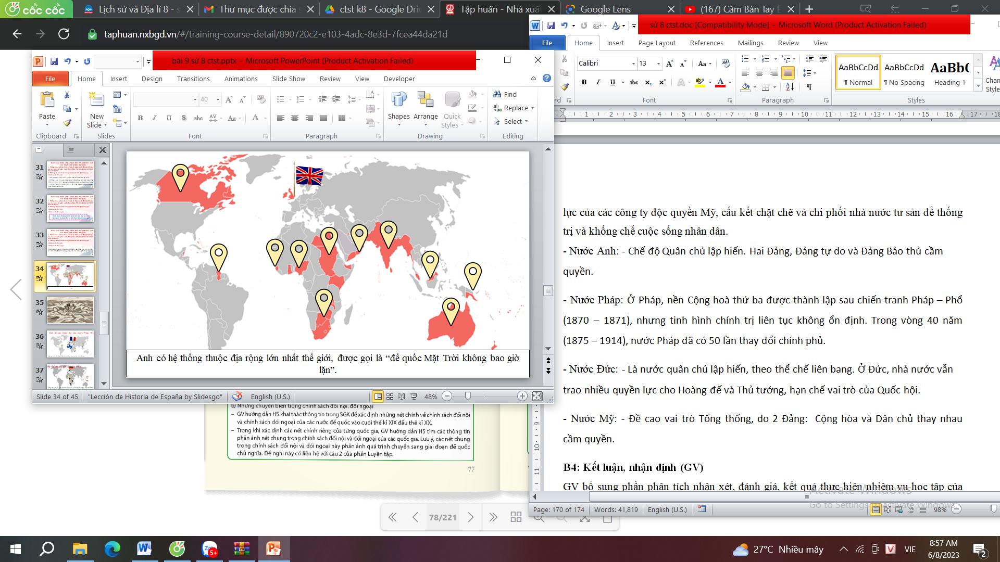 cốc cốc
Lịch sử và Địa lí 8 - s
Thư mục được chia s
ctst k8 - Google Driv
Tập huấn - Nhà xuất
Google Lens
(167) Cầm Bàn Tay E
taphuan.nxbgd.vn/#/training-course-detail/890720c2-e103-4adc-8e3d-7fcea44da21d
bài 9 sử 8 ctst.pptx - Microsoft PowerPoint (Product Activation Failed)
File Home Insert Design Transitions Animations Slide Show Review View Developer
Paste
New
Slide
40
Shapes Arrange Quick
Styles
Find
Replace
Select
Clipboard Slides Font Paragraph Drawing Editing
31
32
33
34
35
36
37
Anh có hệ thống thuộc địa rộng lớn nhất thế giới, được gọi là “đế quốc Mặt Trời không bao giờ
lặn”.
Slide 34 of 45 "Lección de Historia de España by Slidesgo" English (U.S.) 48%
b) Những chuyển biến trong chính sách đối nội, đối ngoại
– GV hướng dẫn HS khai thác thông tin trong SGK để xác định những nét chính về chính sách đối nội
và chính sách đối ngoại của các nước đế quốc vào cuối thế kỉ XIX đầu thế kỉ XX.
– Trong khi xác định các nét chính riêng của từng quốc gia, GV hướng dẫn HS tìm các thông tin
phản ánh nét chung trong chính sách đối nội và đối ngoại của các quốc gia. Lưu ý, các nét chung
trong chính sách đối nội và đối ngoại này phản ánh quá trình chuyển sang giai đoạn đế quốc
chủ nghĩa. Đề nghị này có liên hệ với câu 2 của phần Luyện tập.
77
78/221
sử 8 ctst.doc [Compatibility Mode] - Microsoft Word (Product Activation Failed)
File Home Insert Page Layout References Mailings Review View
Calibri 13
AaBbCcDd AaBbCcDd AaBbC
¶ Normal ¶ No Spacing Heading 1
Chan
Style
Font Paragraph Styles
1 2 3 4 5 6 7 8 9 10 11 12 13 14 15 16 17 18
lực của các công ty độc quyền Mỹ, cấu kết chặt chẽ và chi phối nhà nước tư sản để thống
trị và khống chế cuộc sống nhân dân.
- Nước Anh: - Chế độ Quân chủ lập hiến. Hai Đảng, Đảng tự do và Đảng Bảo thủ cầm
quyền.
- Nước Pháp: Ở Pháp, nền Cộng hoà thứ ba được thành lập sau chiến tranh Pháp – Phổ
(1870 – 1871), nhưng tinh hình chính trị liên tục không ổn định. Trong vòng 40 năm
(1875 – 1914), nước Pháp đã có 50 lần thay đổi chính phủ.
- Nước Đức: - Là nước quân chủ lập hiến, theo thể chế liên bang. Ở Đức, nhà nước vẫn
trao nhiều quyền lực cho Hoàng đế và Thủ tướng, hạn chế vai trò của Quốc hội.
- Nước Mỹ: - Đề cao vai trò Tổng thống, do 2 Đảng: Cộng hòa và Dân chủ thay nhau
cầm quyền.
B4: Kết luận, nhận định (GV)
GV bổ sung phần phân tích nhận xét, đánh giá, kết quả thực hiện nhiệm vụ học tập của
Activate Windows
Go to Settings to activate Windows.
9
10
11
Page: 170 of 174 Words: 41,819 English (U.S.) 98%
27°C Nhiều mây
VIE
8:57 AM
6/8/2023
2
5+